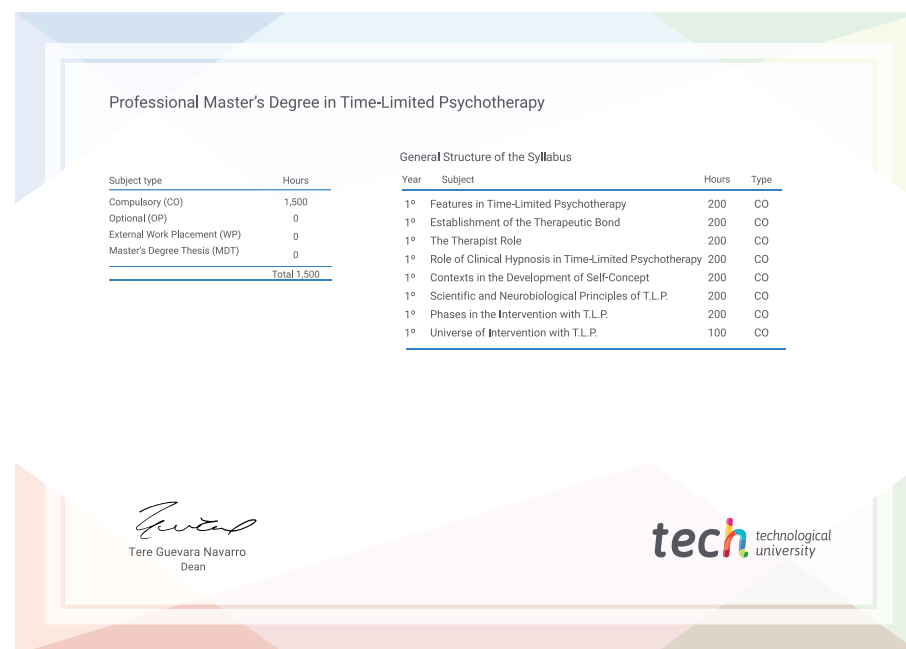 Professional Master's Degree in Time-Limited Psychotherapy
Subject type Hours
Compulsory (CO) 1,500
Optional (OP) 0
External Work Placement (WP) 0
Master's Degree Thesis (MDT) 0
Total 1,500
General Structure of the Syllabus
Year Subject Hours Type
1º Features in Time-Limited Psychotherapy 200 CO
1º Establishment of the Therapeutic Bond 200 CO
1º The Therapist Role 200 CO
1º Role of Clinical Hypnosis in Time-Limited Psychotherapy 200 CO
1º Contexts in the Development of Self-Concept 200 CO
1º Scientific and Neurobiological Principles of T.L.P. 200 CO
1º Phases in the Intervention with T.L.P. 200 CO
1º Universe of Intervention with T.L.P. 100 CO
Tere Guevara Navarro
Dean
tech technological
university